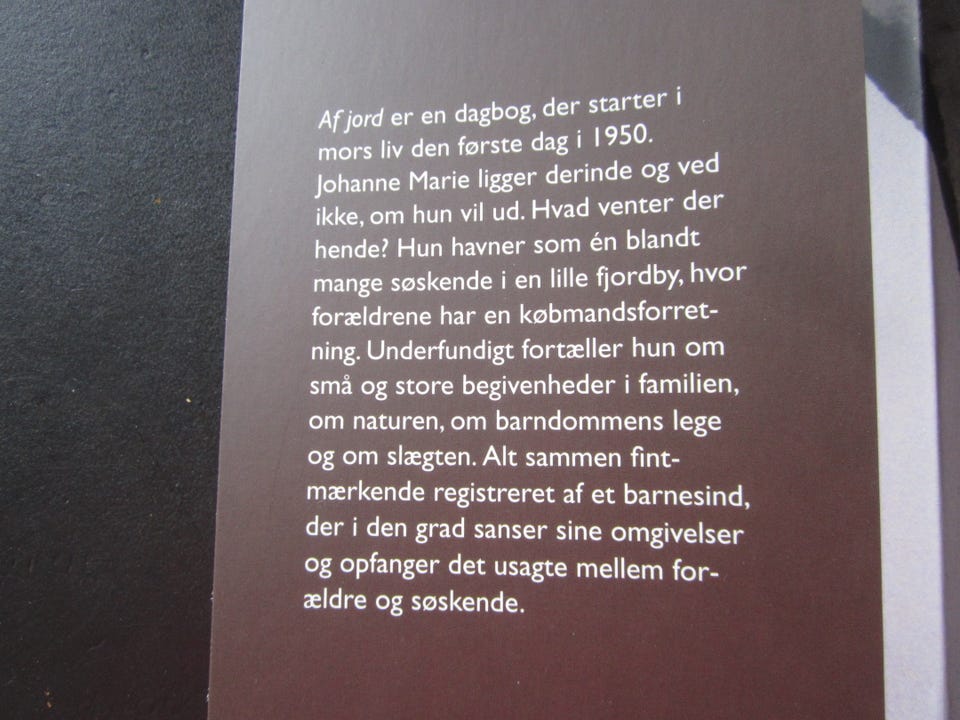 Af jord er en dagbog, der starter i
mors liv den første dag i 1950.
Johanne Marie ligger derinde og ved
ikke, om hun vil ud. Hvad venter der
hende? Hun havner som én blandt
mange søskende i en lille fjordby, hvor
forældrene har en købmandsforret-
ning. Underfundigt fortæller hun om
små og store begivenheder i familien,
om naturen, om barndommens lege
og om slægten. Alt sammen fint-
mærkende registreret af et barnesind,
der i den grad sanser sine omgivelser
og opfanger det usagte mellem for-
ældre og søskende.